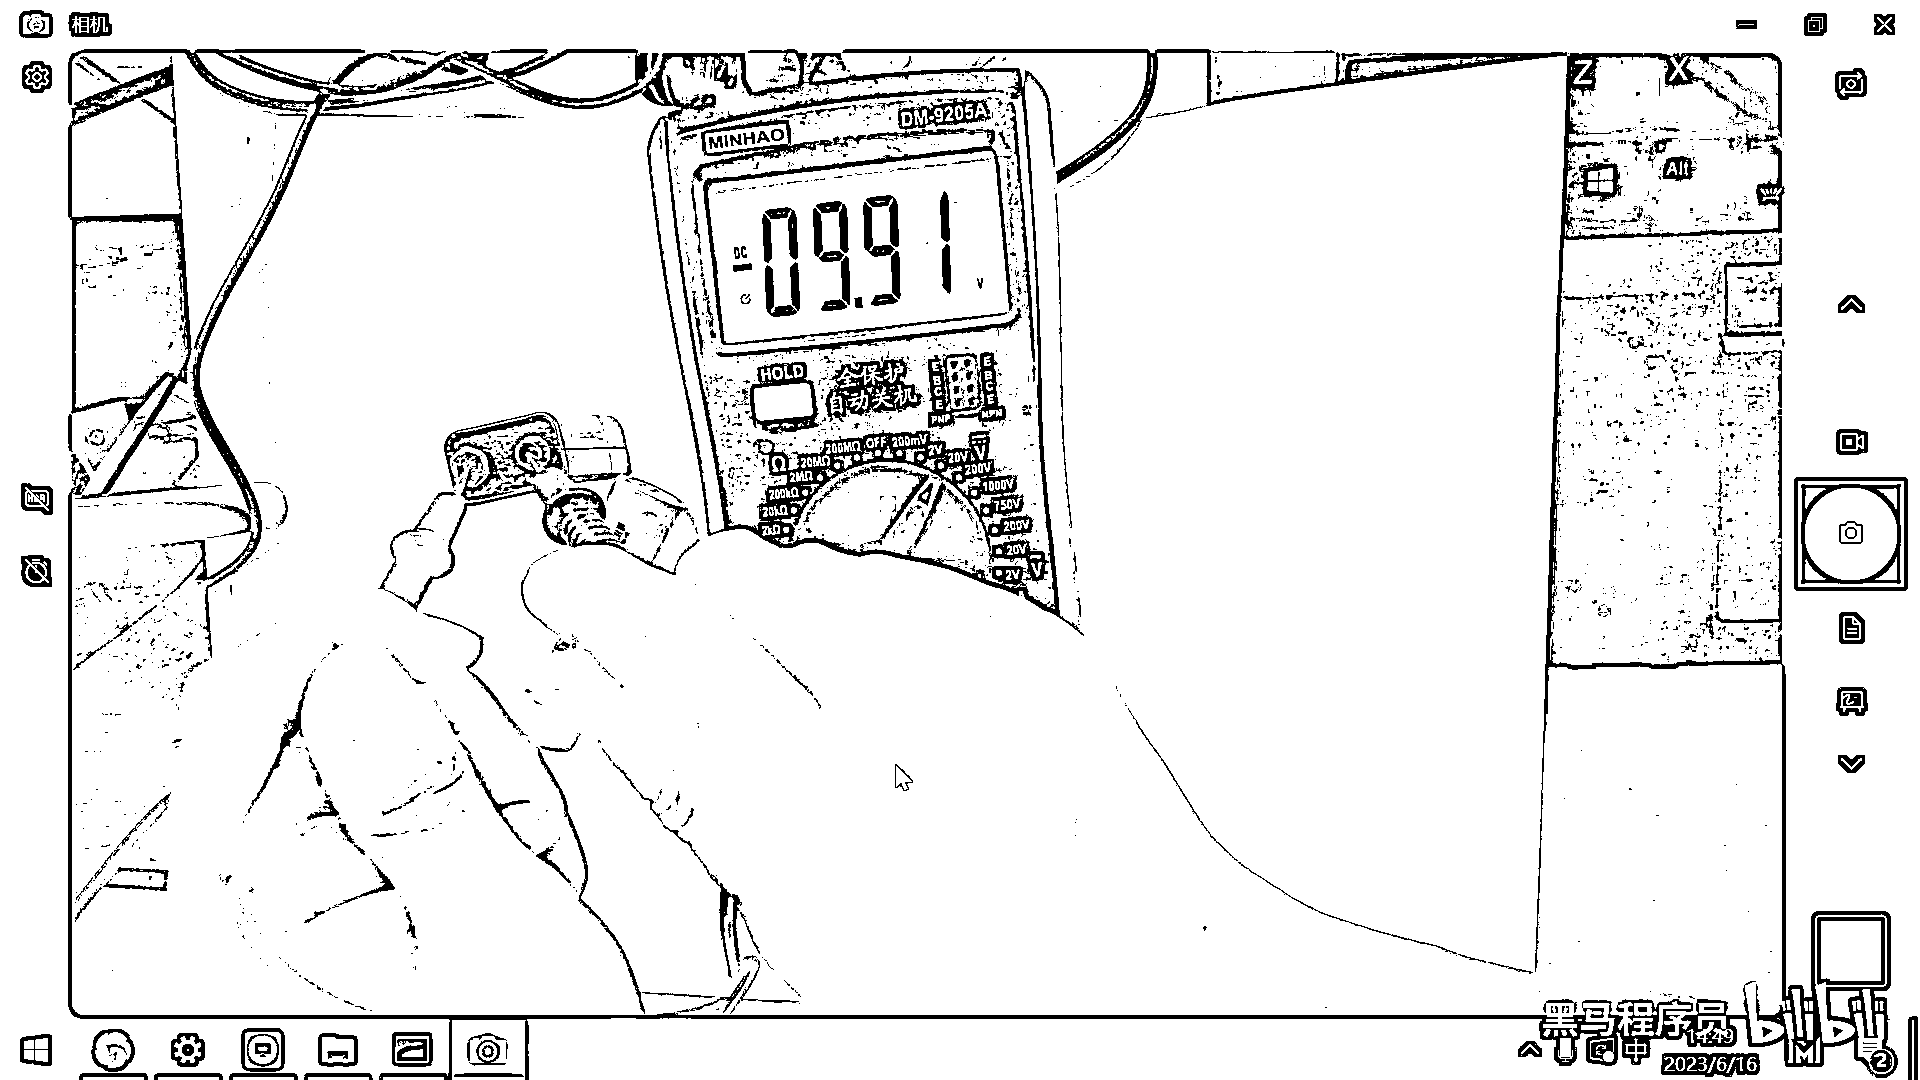 相机
Z X
Alt
MINHAO DM-9205A
DC 09.91 V
HOLD
全保护
自动关机
E B C E
E B C E
PNP NPN
Ω 20MΩ 200MΩ OFF 200mV 2V 20V V
2MΩ 200V
200kΩ 1000V
20kΩ 750V
2kΩ 200V
20V
2V V
黑马程序员 bilibili
14:49
中 M 2
2023/6/16